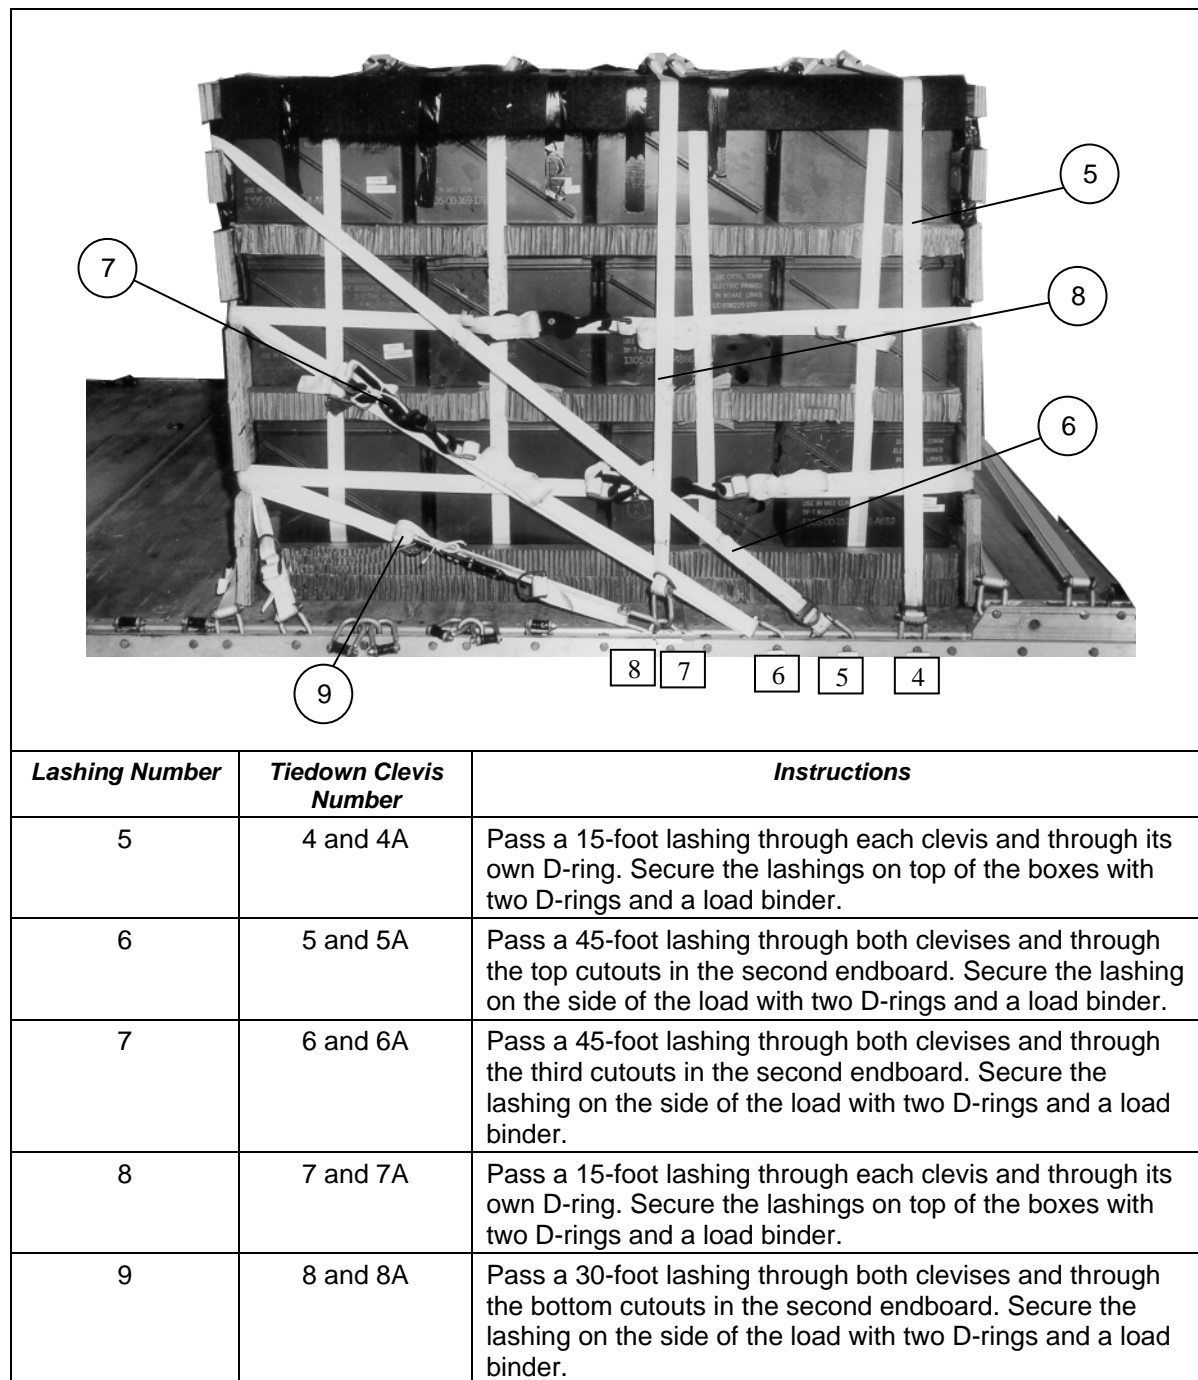 5
7
8
6
9
1305-00-169-178
USE IN M61 GUN
8 7 6 5 4
Lashing Number
Tiedown Clevis Number
Instructions
5
4 and 4A
Pass a 15-foot lashing through each clevis and through its
own D-ring. Secure the lashings on top of the boxes with
two D-rings and a load binder.
6
5 and 5A
Pass a 45-foot lashing through both clevises and through
the top cutouts in the second endboard. Secure the lashing
on the side of the load with two D-rings and a load binder.
7
6 and 6A
Pass a 45-foot lashing through both clevises and through
the third cutouts in the second endboard. Secure the
lashing on the side of the load with two D-rings and a load
binder.
8
7 and 7A
Pass a 15-foot lashing through each clevis and through its
own D-ring. Secure the lashings on top of the boxes with
two D-rings and a load binder.
9
8 and 8A
Pass a 30-foot lashing through both clevises and through
the bottom cutouts in the second endboard. Secure the
lashing on the side of the load with two D-rings and a load
binder.